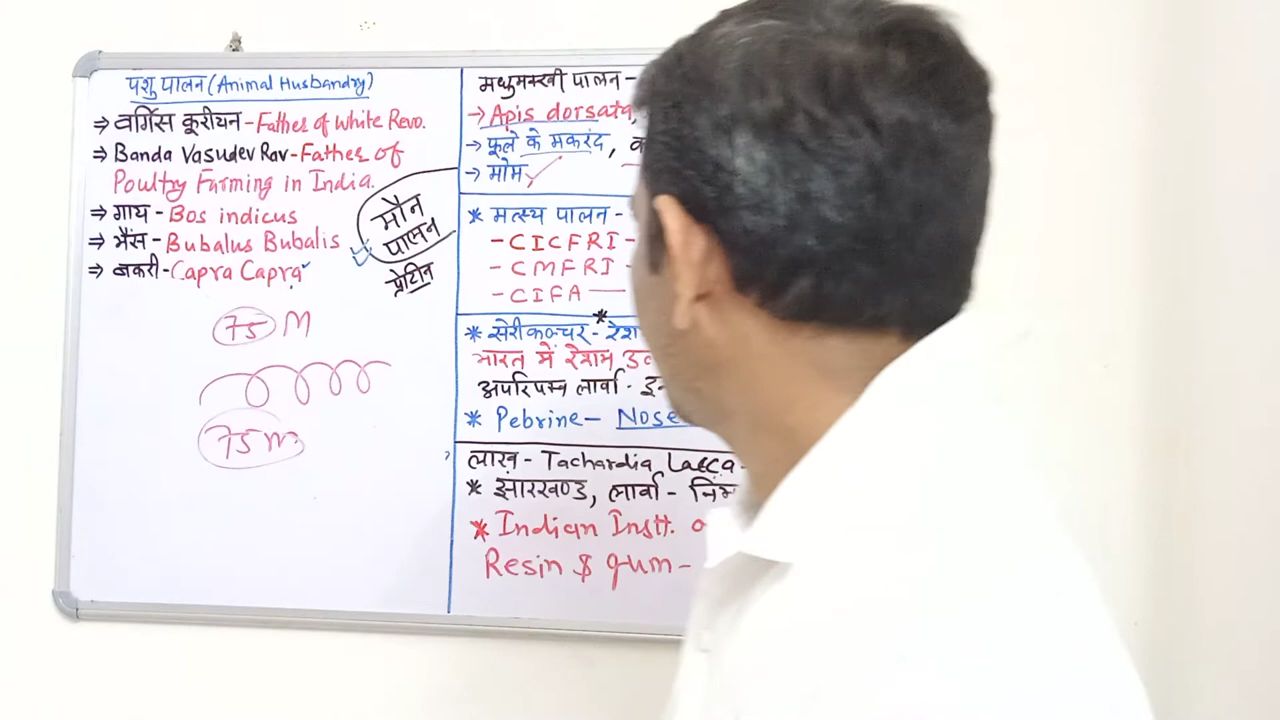 पशुपालन (Animal Husbandry)
⇒ वर्गिस कूरीयन - Father of white Revo.
⇒ Banda Vasudev Rav - Father of
Poultry Farming in India.
⇒ गाय - Bos indicus
⇒ भैंस - Bubalus Bubalis
⇒ बकरी - Capra Capra
मौन
पालन
प्रोटीन
75 M
75 m
मधुमक्खी पालन -
→ Apis dorsata,
→ फूले के मकरंद,
→ मोम
* मत्स्य पालन -
- CICFRI -
- CMFRI -
- CIFA -
* सेरीकल्चर - रेश
भारत में रेशम
अपरिपक्व लार्वा -
* Pebrine - Nose
लाख - Tachardia Lacca -
* झारखण्ड, लार्वा -
* Indian Instt. o
Resin $ gum -